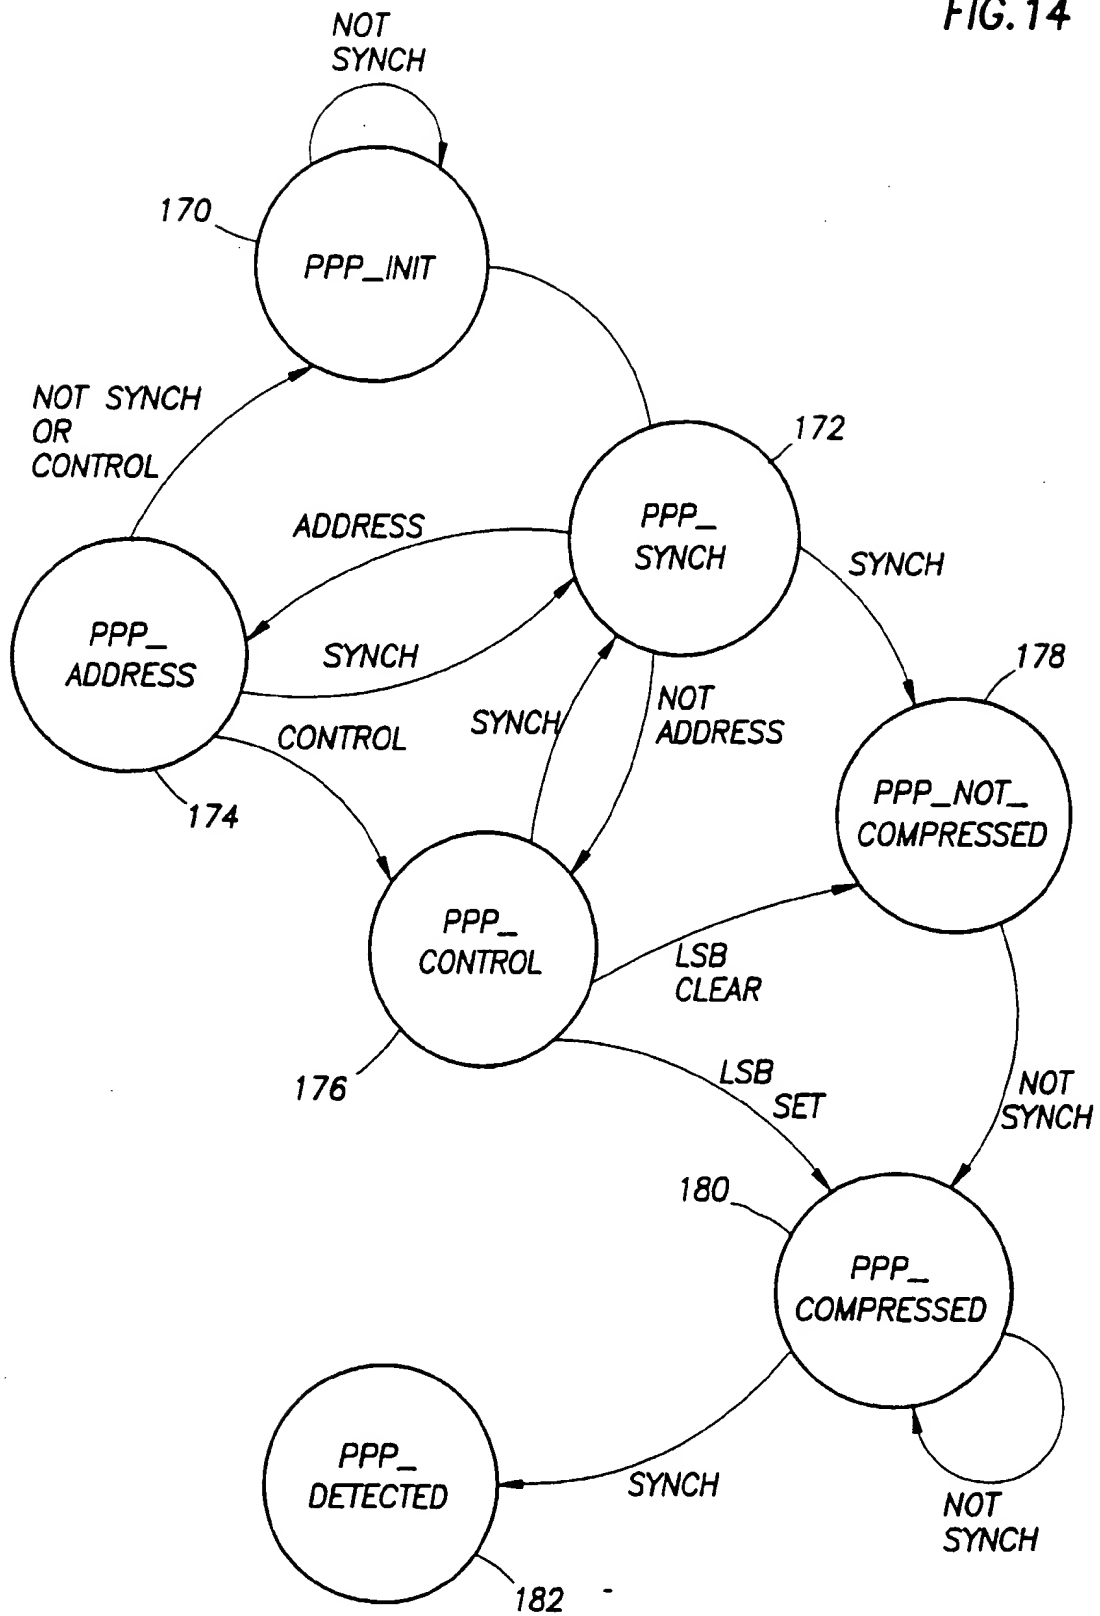 FIG. 14
NOT
SYNCH
170
PPP_INIT
NOT SYNCH
OR
CONTROL
172
PPP_
SYNCH
ADDRESS
SYNCH
PPP_
ADDRESS
SYNCH
178
NOT
ADDRESS
SYNCH
CONTROL
174
PPP_NOT_
COMPRESSED
PPP_
CONTROL
LSB
CLEAR
176
LSB
SET
NOT
SYNCH
180
PPP_
COMPRESSED
PPP_
DETECTED
SYNCH
NOT
SYNCH
182